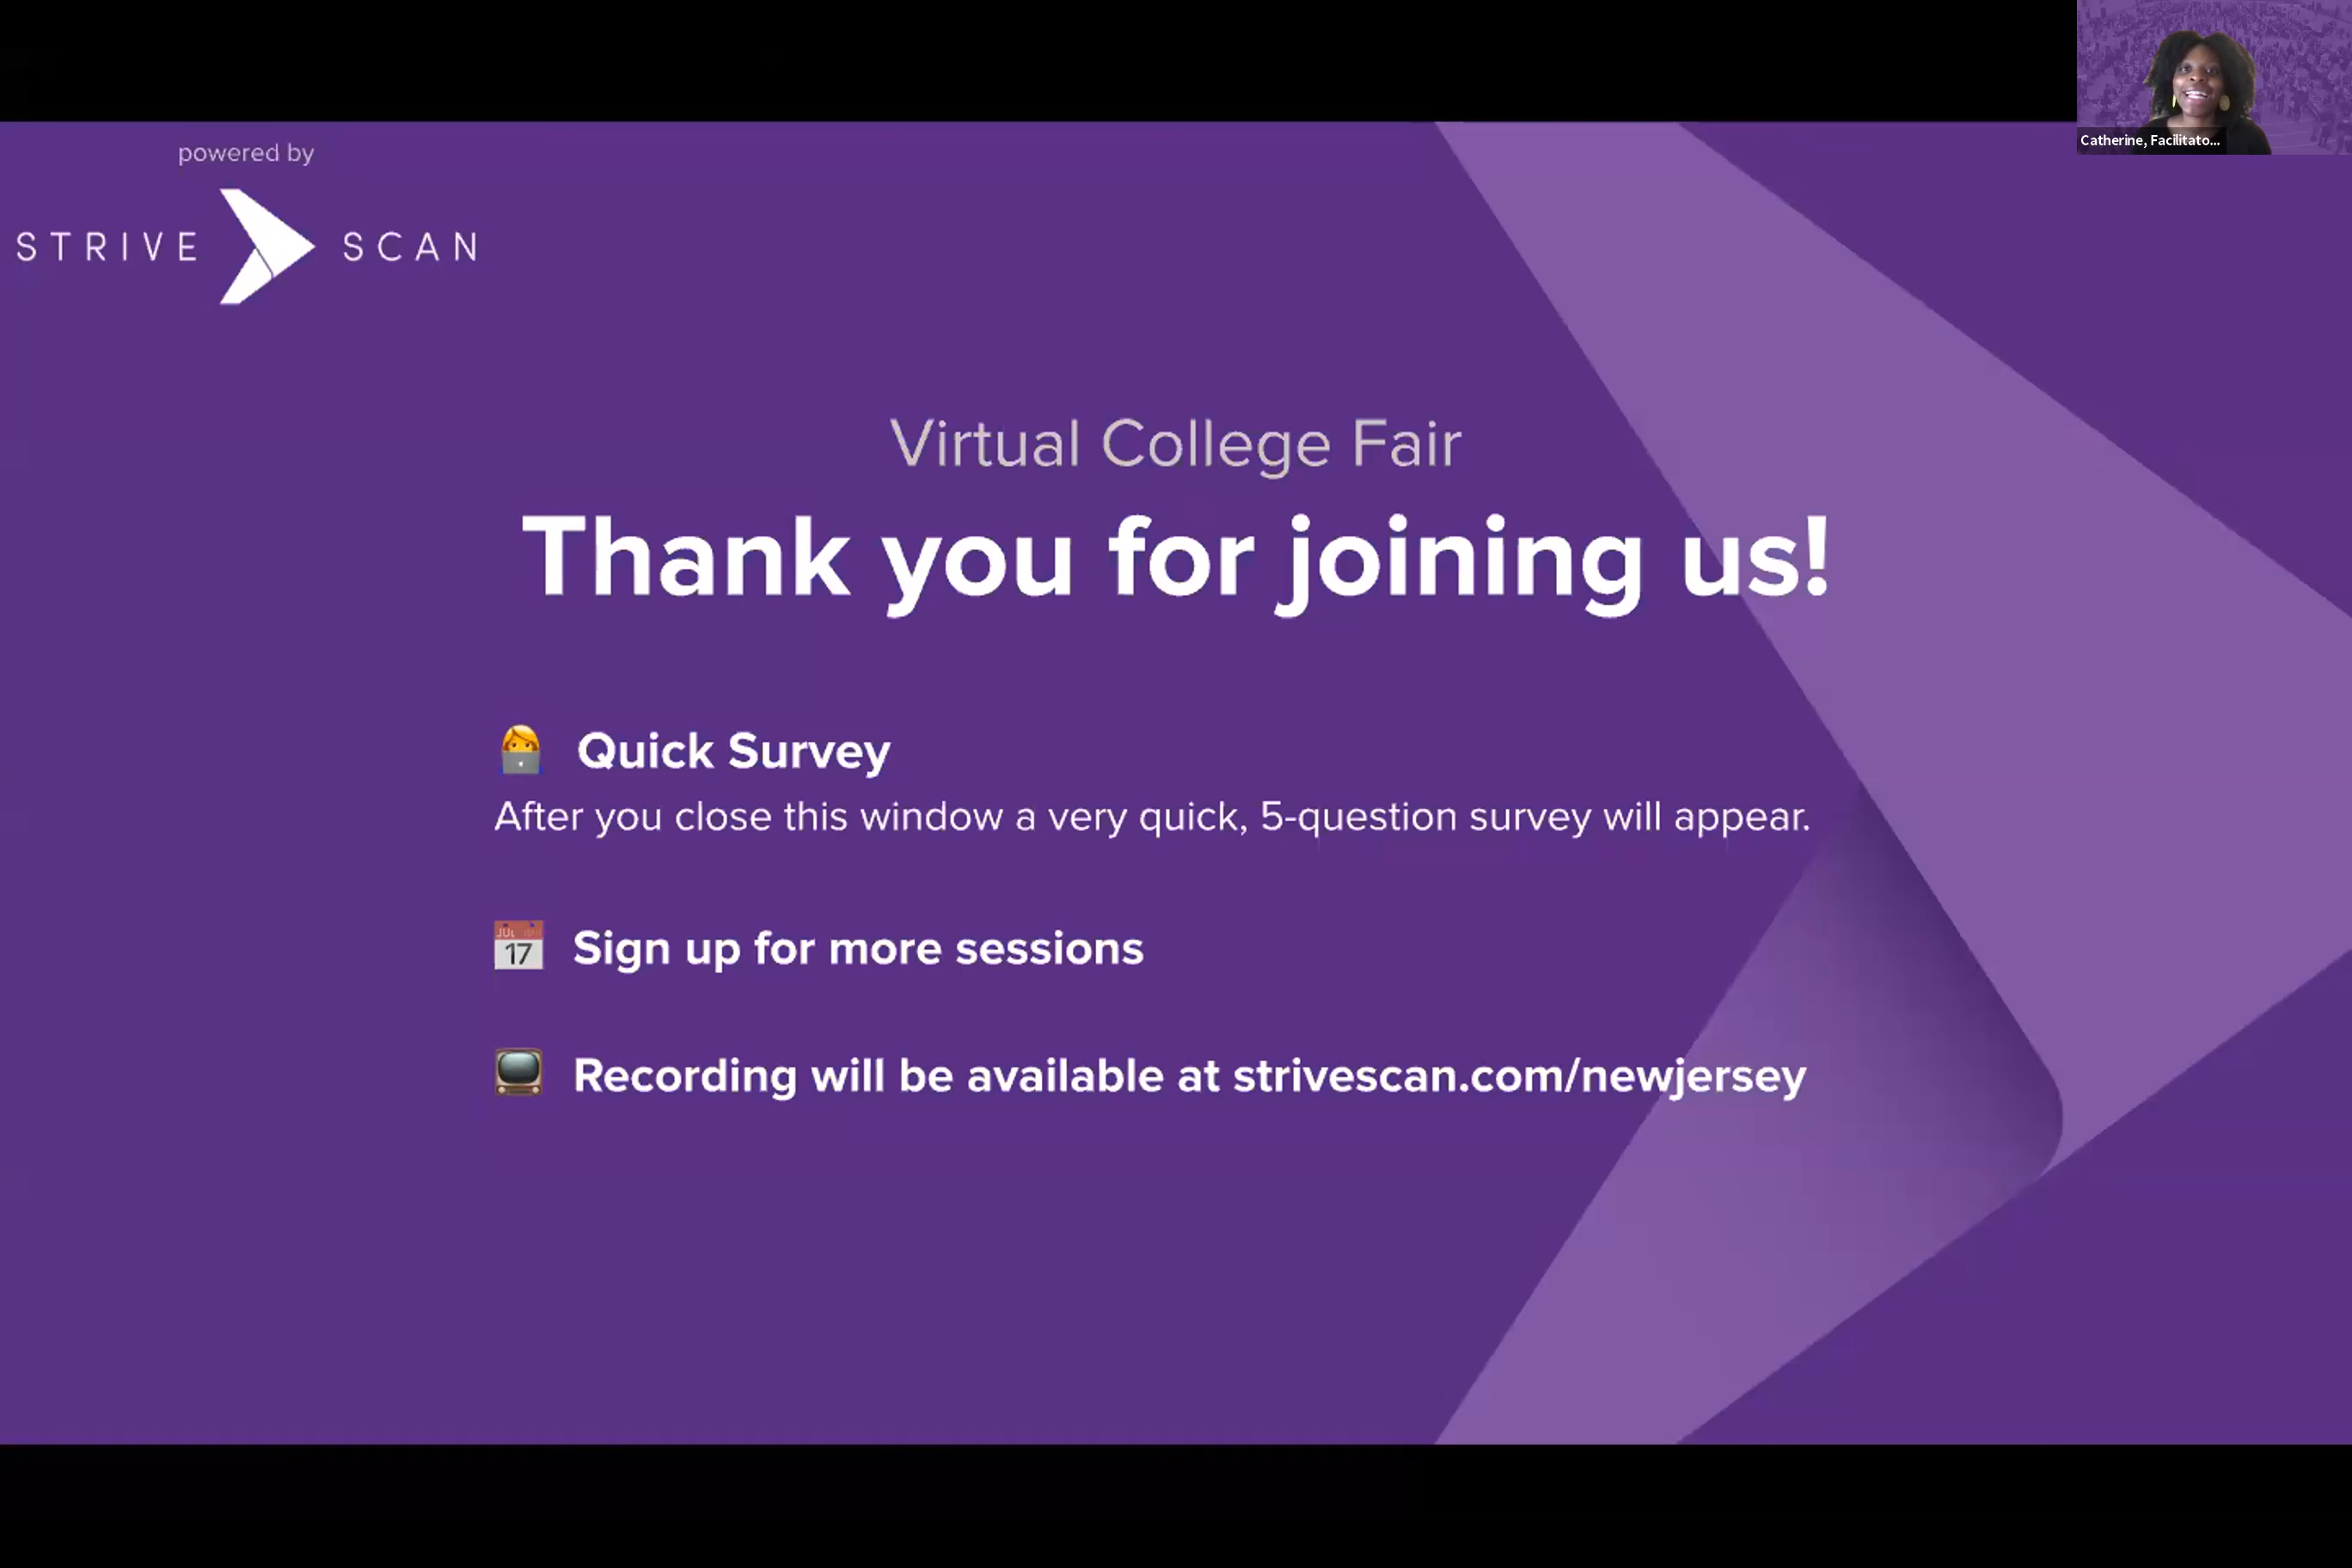 powered by
STRIVE SCAN
Catherine, Facilitato...
Virtual College Fair
Thank you for joining us!
Quick Survey
After you close this window a very quick, 5-question survey will appear.
JUL
17
Sign up for more sessions
Recording will be available at strivescan.com/newjersey